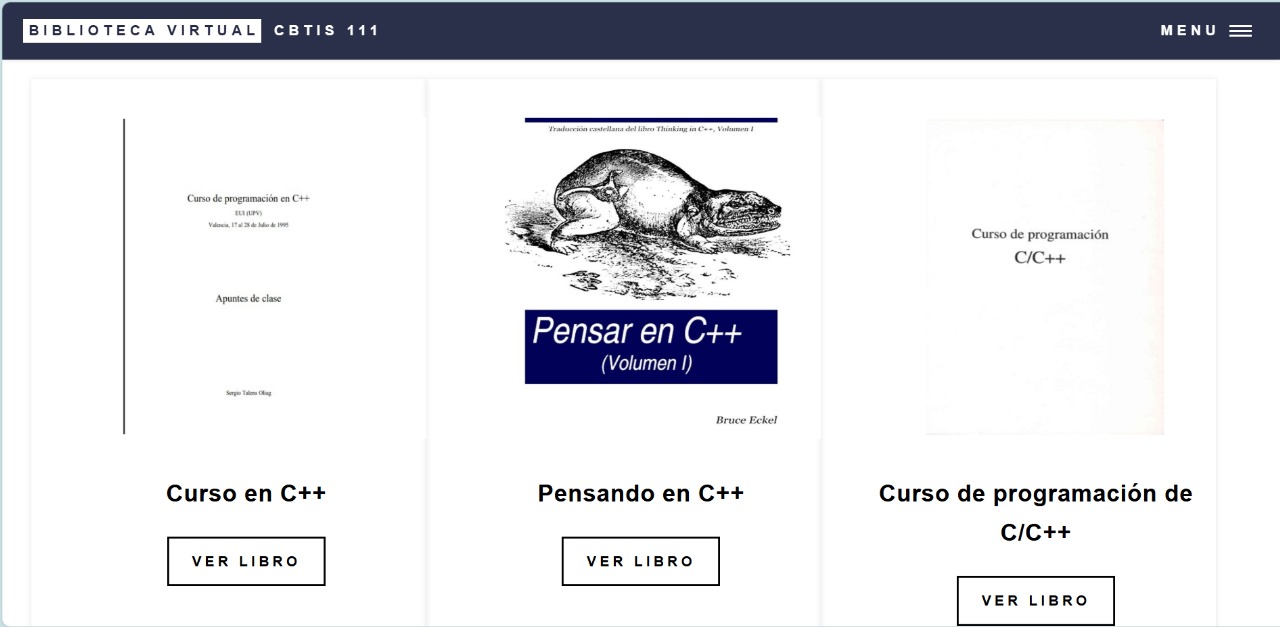 BIBLIOTECA VIRTUAL CBTIS 111
MENU
Curso de programación en C++
EUI (UPV)
Valencia, 17 al 28 de Julio de 1995
Apuntes de clase
Sergio Talens Oliag
Curso en C++
VER LIBRO
Traducción castellana del libro Thinking in C++, Volumen I
Pensar en C++
(Volumen I)
Bruce Eckel
Pensando en C++
VER LIBRO
Curso de programación
C/C++
Curso de programación de
C/C++
VER LIBRO